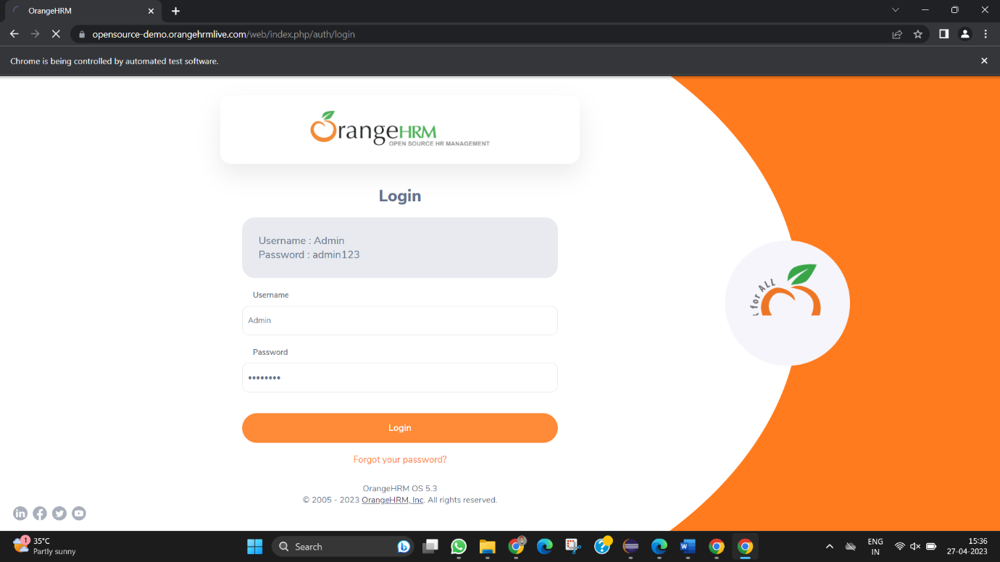 OrangeHRM
opensource-demo.orangehrmlive.com/web/index.php/auth/login
Chrome is being controlled by automated test software.
OrangeHRM
OPEN SOURCE HR MANAGEMENT
Login
Username : Admin
Password : admin123
Username
Admin
Password
Login
Forgot your password?
OrangeHRM OS 5.3
© 2005 - 2023 OrangeHRM, Inc. All rights reserved.
for ALL
1
35°C
Partly sunny
Search
ENG
IN
15:36
27-04-2023